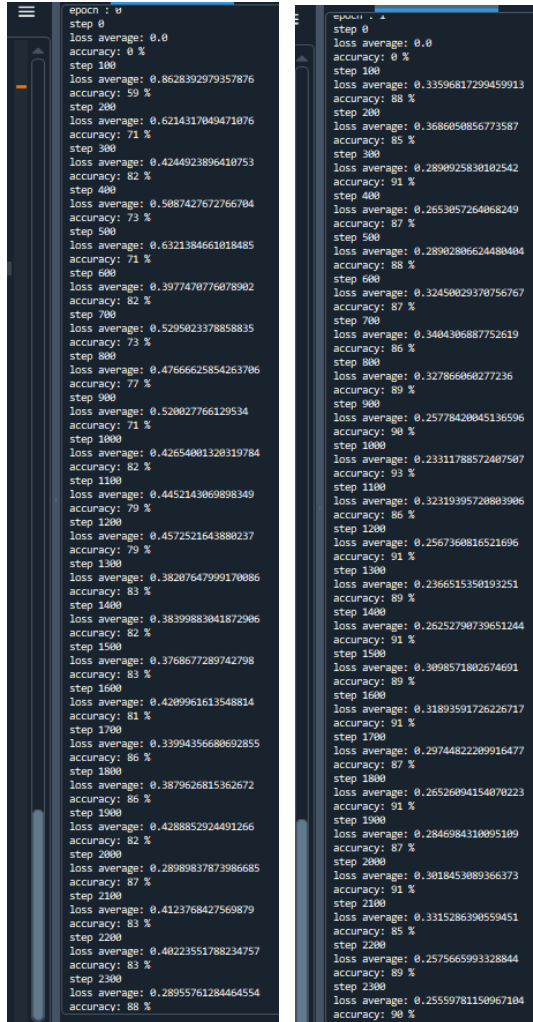 epoch : 0
step 0
loss average: 0.0
accuracy: 0 %
step 100
loss average: 0.8628392979357876
accuracy: 59 %
step 200
loss average: 0.6214317049471076
accuracy: 71 %
step 300
loss average: 0.4244923896410753
accuracy: 82 %
step 400
loss average: 0.5087427672766704
accuracy: 73 %
step 500
loss average: 0.6321384661018485
accuracy: 71 %
step 600
loss average: 0.3977470776078902
accuracy: 82 %
step 700
loss average: 0.5295023378858835
accuracy: 73 %
step 800
loss average: 0.47666625854263706
accuracy: 77 %
step 900
loss average: 0.520027766129534
accuracy: 71 %
step 1000
loss average: 0.42654001320319784
accuracy: 82 %
step 1100
loss average: 0.4452143069898349
accuracy: 79 %
step 1200
loss average: 0.4572521643880237
accuracy: 79 %
step 1300
loss average: 0.38207647999170086
accuracy: 83 %
step 1400
loss average: 0.38399883041872906
accuracy: 82 %
step 1500
loss average: 0.3768677289742798
accuracy: 83 %
step 1600
loss average: 0.4209961613548814
accuracy: 81 %
step 1700
loss average: 0.33994356680692855
accuracy: 86 %
step 1800
loss average: 0.3879626815362672
accuracy: 86 %
step 1900
loss average: 0.4288852924491266
accuracy: 82 %
step 2000
loss average: 0.28989837873986685
accuracy: 87 %
step 2100
loss average: 0.4123768427569879
accuracy: 83 %
step 2200
loss average: 0.40223551788234757
accuracy: 83 %
step 2300
loss average: 0.28955761284464554
accuracy: 88 %
epoch : 1
step 0
loss average: 0.0
accuracy: 0 %
step 100
loss average: 0.33596817299459913
accuracy: 88 %
step 200
loss average: 0.3686050856773587
accuracy: 85 %
step 300
loss average: 0.2890925830102542
accuracy: 91 %
step 400
loss average: 0.2653057264068249
accuracy: 87 %
step 500
loss average: 0.28902806624480404
accuracy: 88 %
step 600
loss average: 0.32450029370756767
accuracy: 87 %
step 700
loss average: 0.3404306887752619
accuracy: 86 %
step 800
loss average: 0.327866060277236
accuracy: 89 %
step 900
loss average: 0.25778420045136596
accuracy: 90 %
step 1000
loss average: 0.23311788572407507
accuracy: 93 %
step 1100
loss average: 0.32319395720803906
accuracy: 86 %
step 1200
loss average: 0.2567360816521696
accuracy: 91 %
step 1300
loss average: 0.2366515350193251
accuracy: 89 %
step 1400
loss average: 0.26252790739651244
accuracy: 91 %
step 1500
loss average: 0.3098571802674691
accuracy: 89 %
step 1600
loss average: 0.31893591726226717
accuracy: 91 %
step 1700
loss average: 0.29744822209916477
accuracy: 87 %
step 1800
loss average: 0.26526094154070223
accuracy: 91 %
step 1900
loss average: 0.2846984310095109
accuracy: 87 %
step 2000
loss average: 0.3018453089366373
accuracy: 91 %
step 2100
loss average: 0.3315286390559451
accuracy: 85 %
step 2200
loss average: 0.2575665993328844
accuracy: 89 %
step 2300
loss average: 0.25559781150967104
accuracy: 90 %